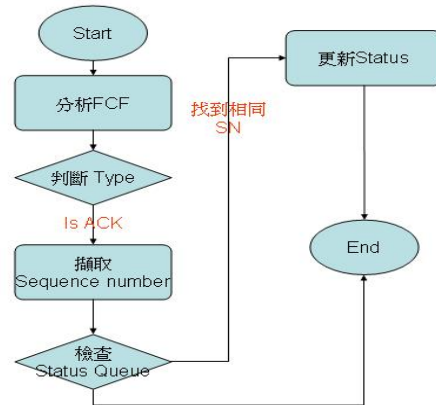 Start
分析FCF
判斷 Type
Is ACK
擷取
Sequence number
檢查
Status Queue
找到相同
SN
更新Status
End